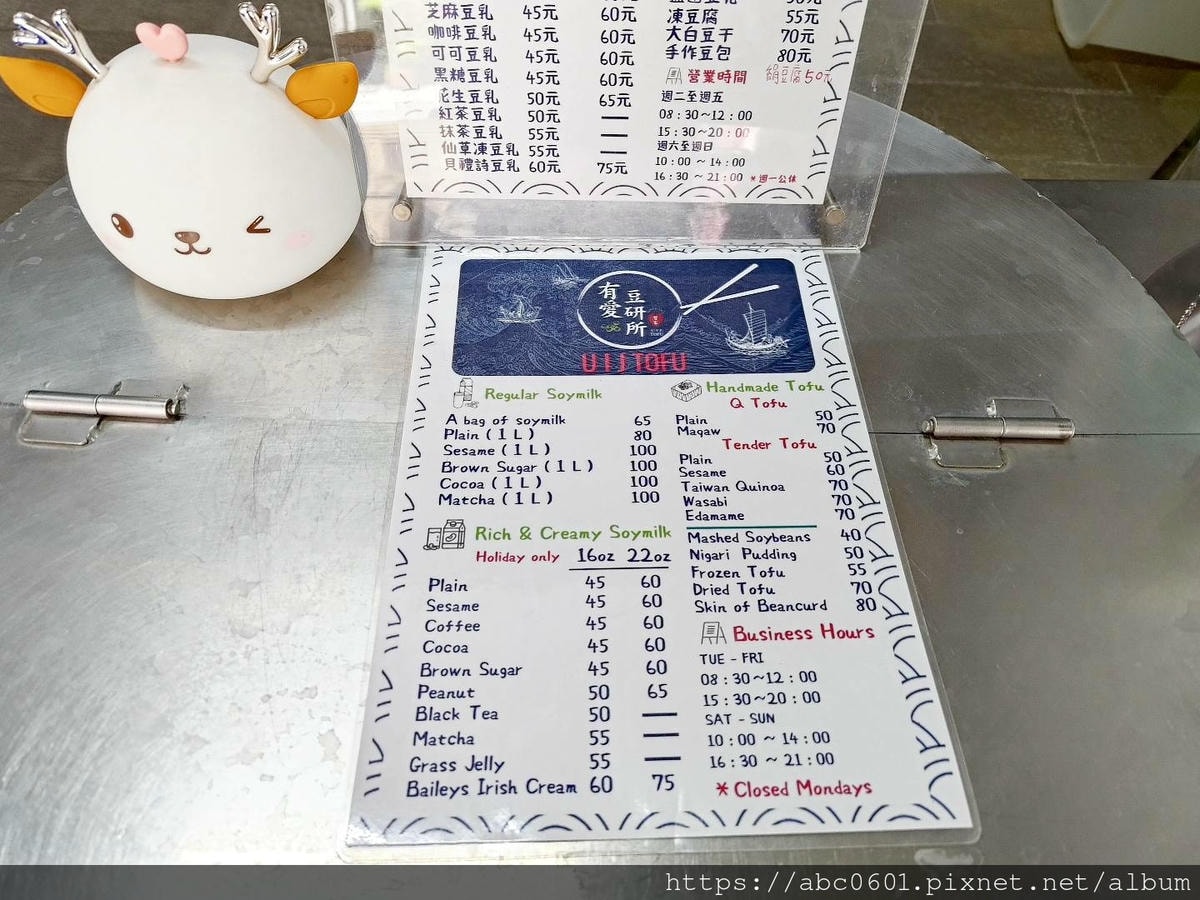 芝麻豆乳 45元 60元
咖啡豆乳 45元 60元
可可豆乳 45元 60元
黑糖豆乳 45元 60元
花生豆乳 50元 65元
紅茶豆乳 50元 —
抹茶豆乳 55元 —
仙草凍豆乳 55元 —
貝禮詩豆乳 60元 75元
凍豆腐 55元
大白豆干 70元
手作豆包 80元
營業時間 絹豆腐50元
週二至週五
08:30~12:00
15:30~20:00
週六至週日
10:00 ~ 14:00
16:30 ~ 21:00 *週一公休
有愛
豆研所
UIJTOFU
Regular Soymilk
A bag of soymilk 65
Plain (1L) 80
Sesame (1L) 100
Brown Sugar (1L) 100
Cocoa (1L) 100
Matcha (1L) 100
Rich & Creamy Soymilk
Holiday only 16oz 22oz
Plain 45 60
Sesame 45 60
Coffee 45 60
Cocoa 45 60
Brown Sugar 45 60
Peanut 50 65
Black Tea 50 —
Matcha 55 —
Grass Jelly 55 —
Baileys Irish Cream 60 75
Handmade Tofu
Q Tofu
Plain 50
Maqaw 70
Tender Tofu
Plain 50
Sesame 60
Taiwan Quinoa 70
Wasabi 70
Edamame 70
Mashed Soybeans 40
Nigari Pudding 50
Frozen Tofu 55
Dried Tofu 70
Skin of Beancurd 80
Business Hours
TUE - FRI
08:30~12:00
15:30~20:00
SAT - SUN
10:00 ~ 14:00
16:30 ~ 21:00
*Closed Mondays
https://abc0601.pixnet.net/album